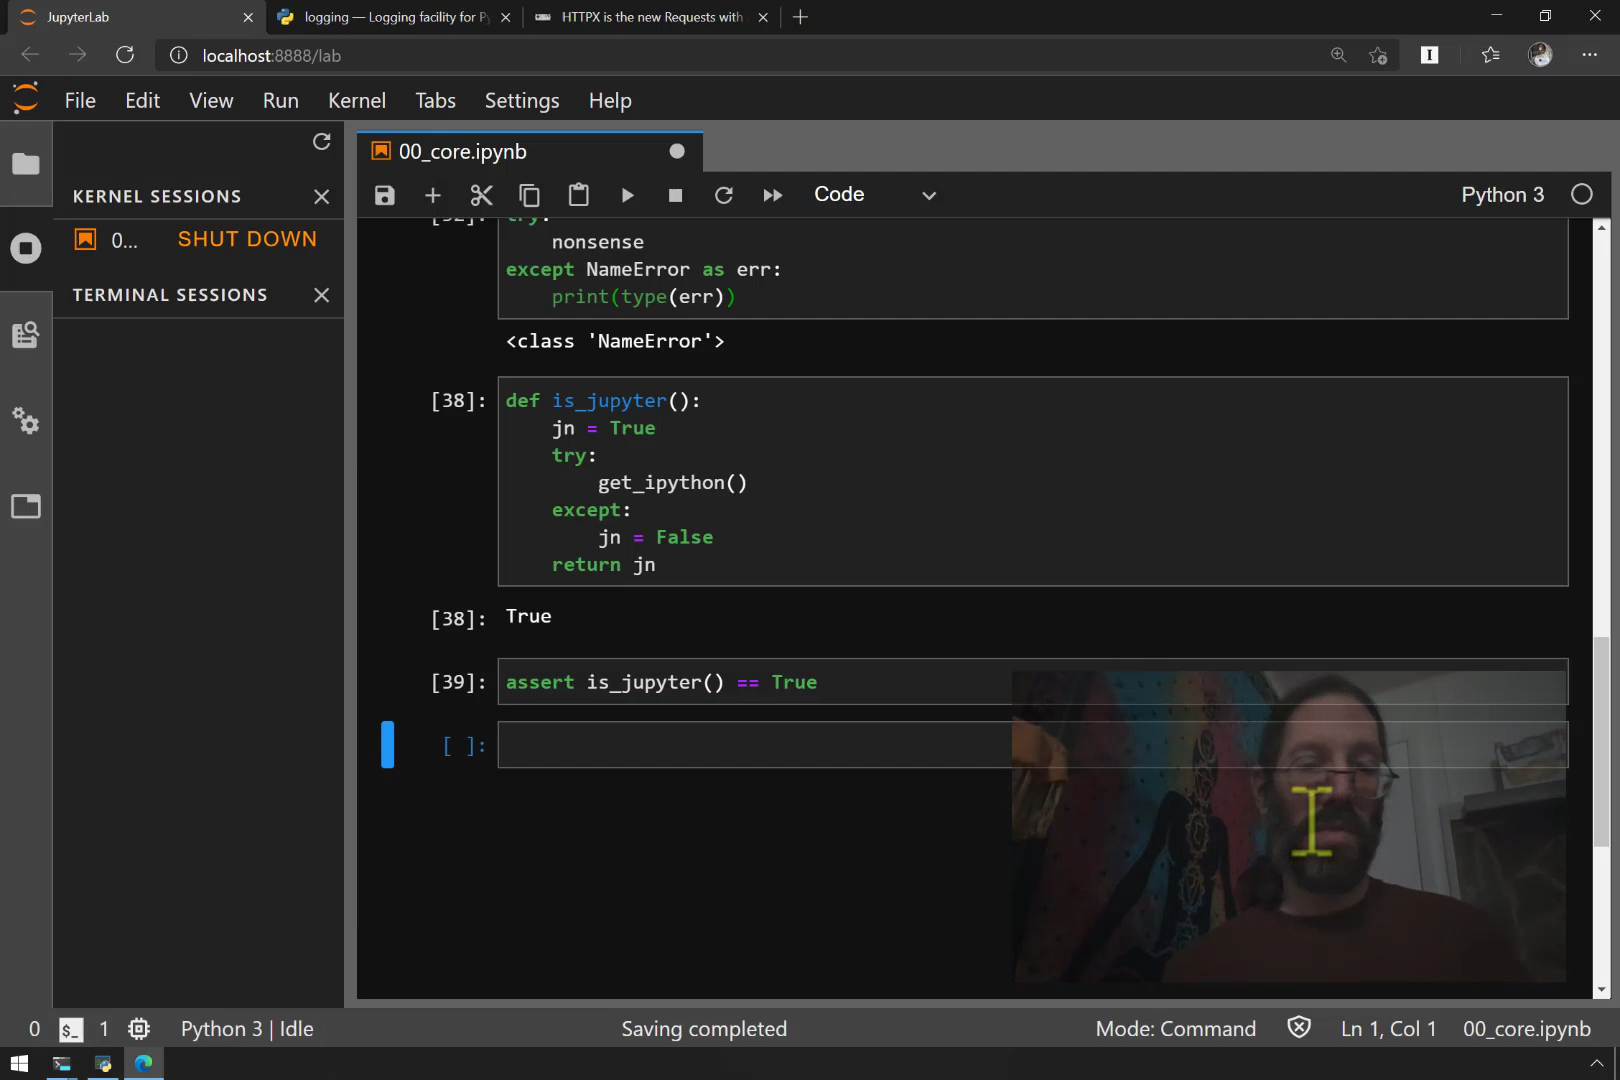 JupyterLab
logging — Logging facility for Py
HTTPX is the new Requests with
localhost:8888/lab
File Edit View Run Kernel Tabs Settings Help
KERNEL SESSIONS
0... SHUT DOWN
TERMINAL SESSIONS
00_core.ipynb
Code
Python 3
try:
nonsense
except NameError as err:
print(type(err))
<class 'NameError'>
[38]: def is_jupyter():
jn = True
try:
get_ipython()
except:
jn = False
return jn
[38]: True
[39]: assert is_jupyter() == True
[ ]:
0 $_ 1 Python 3 | Idle Saving completed Mode: Command Ln 1, Col 1 00_core.ipynb